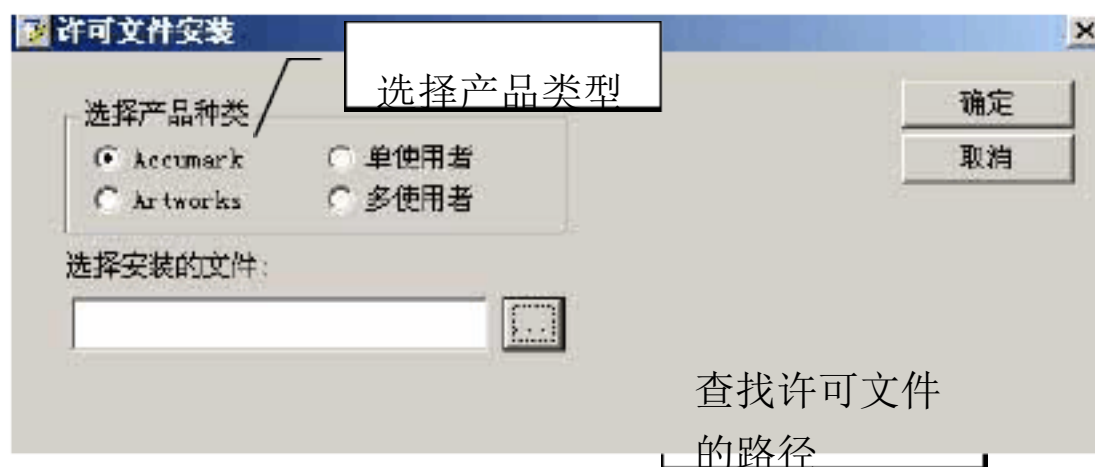 许可文件安装
选择产品类型
选择产品种类
确定
Accumark 单使用者
取消
Artworks 多使用者
选择安装的文件:
...
查找许可文件
的路径